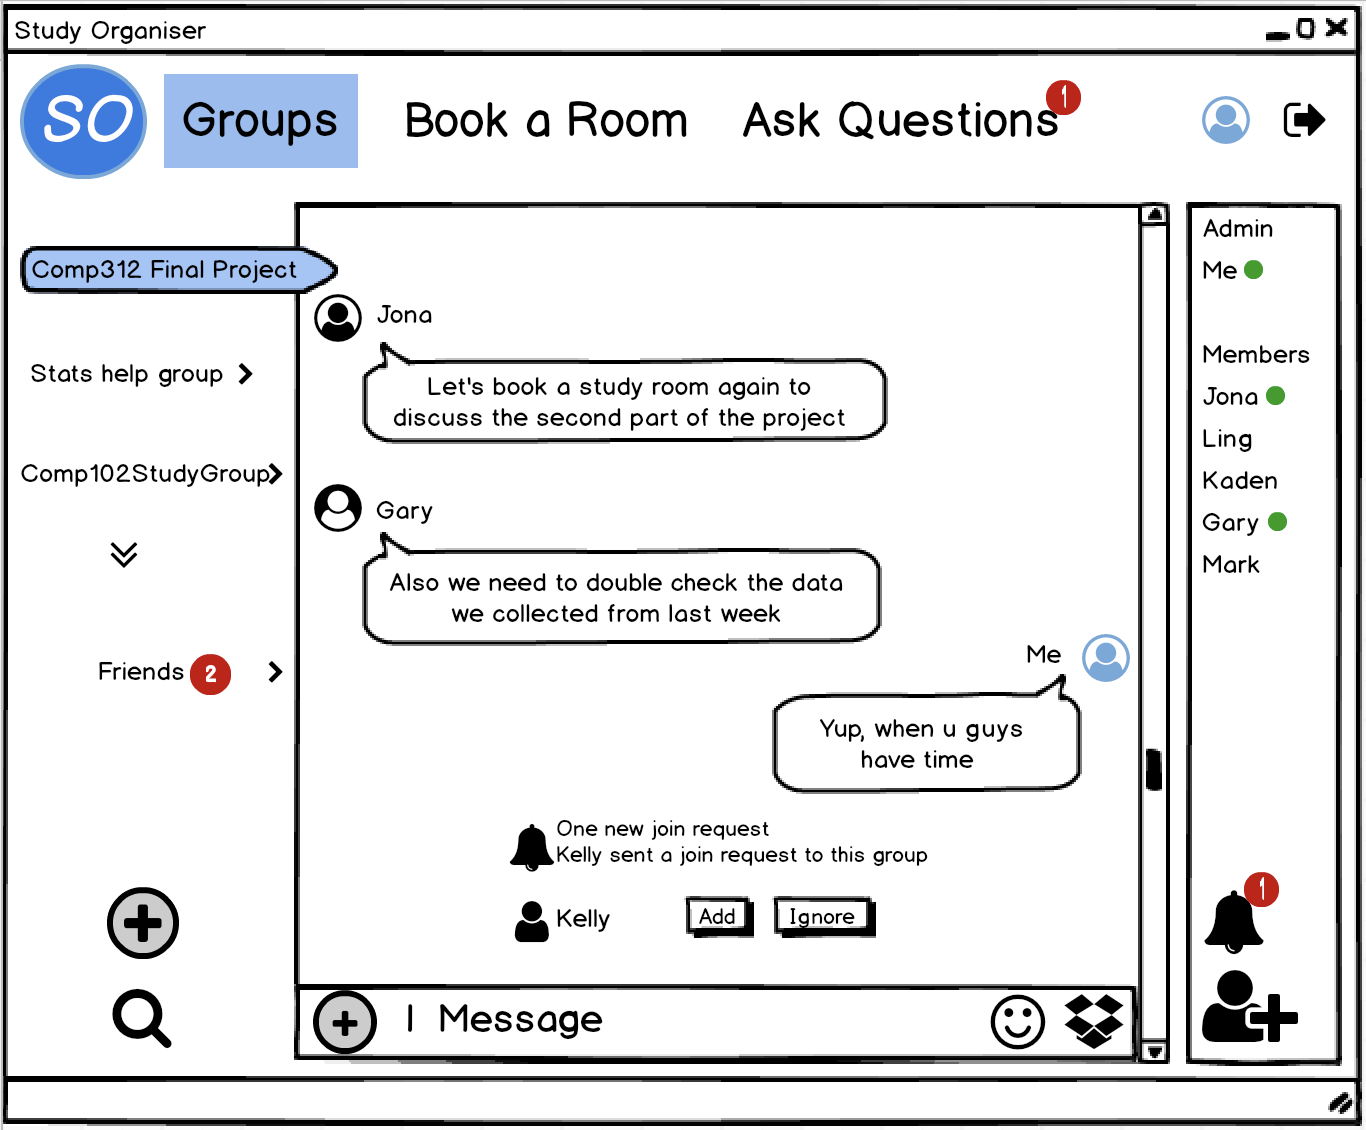 Study Organiser
SO
Groups
Book a Room
Ask Questions
1
Comp312 Final Project
Stats help group
Comp102StudyGroup
Friends
2
Jona
Let's book a study room again to
discuss the second part of the project
Gary
Also we need to double check the data
we collected from last week
Me
Yup, when u guys
have time
One new join request
Kelly sent a join request to this group
Kelly
Add
Ignore
| Message
Admin
Me
Members
Jona
Ling
Kaden
Gary
Mark
1